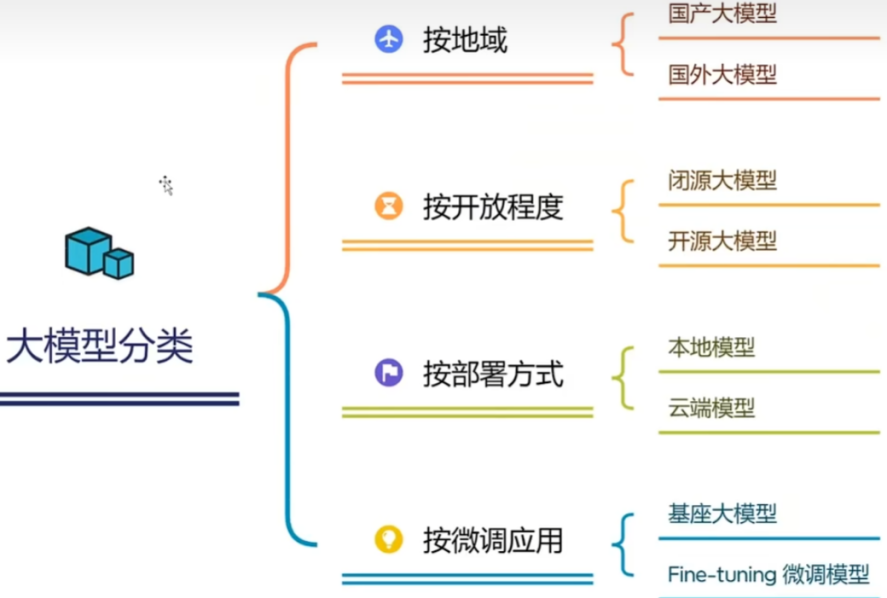 大模型分类
按地域
国产大模型
国外大模型
按开放程度
闭源大模型
开源大模型
按部署方式
本地模型
云端模型
按微调应用
基座大模型
Fine-tuning 微调模型